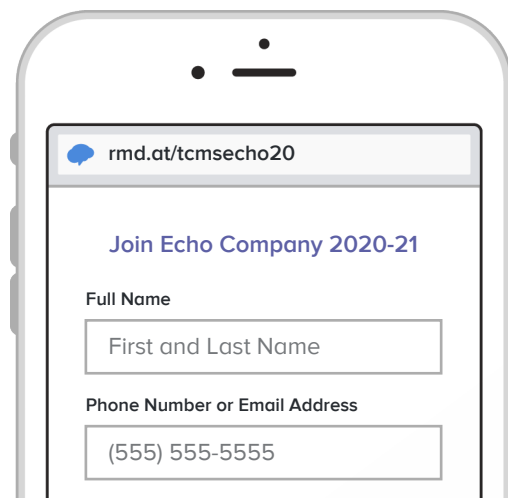 rmd.at/tcmsecho20
Join Echo Company 2020-21
Full Name
First and Last Name
Phone Number or Email Address
(555) 555-5555